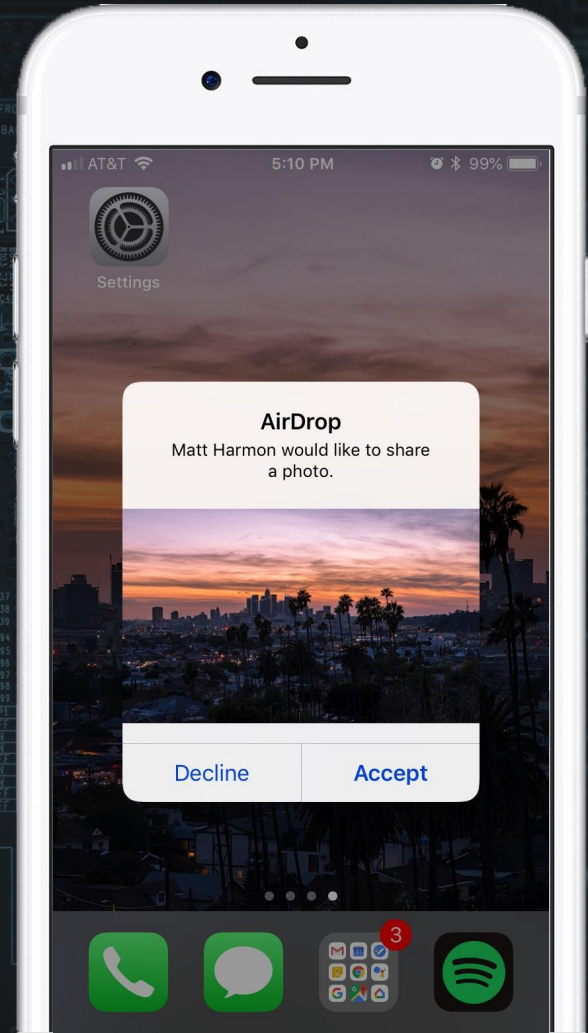 AT&T 5:10 PM 99%
Settings
AirDrop
Matt Harmon would like to share
a photo.
Decline Accept
3